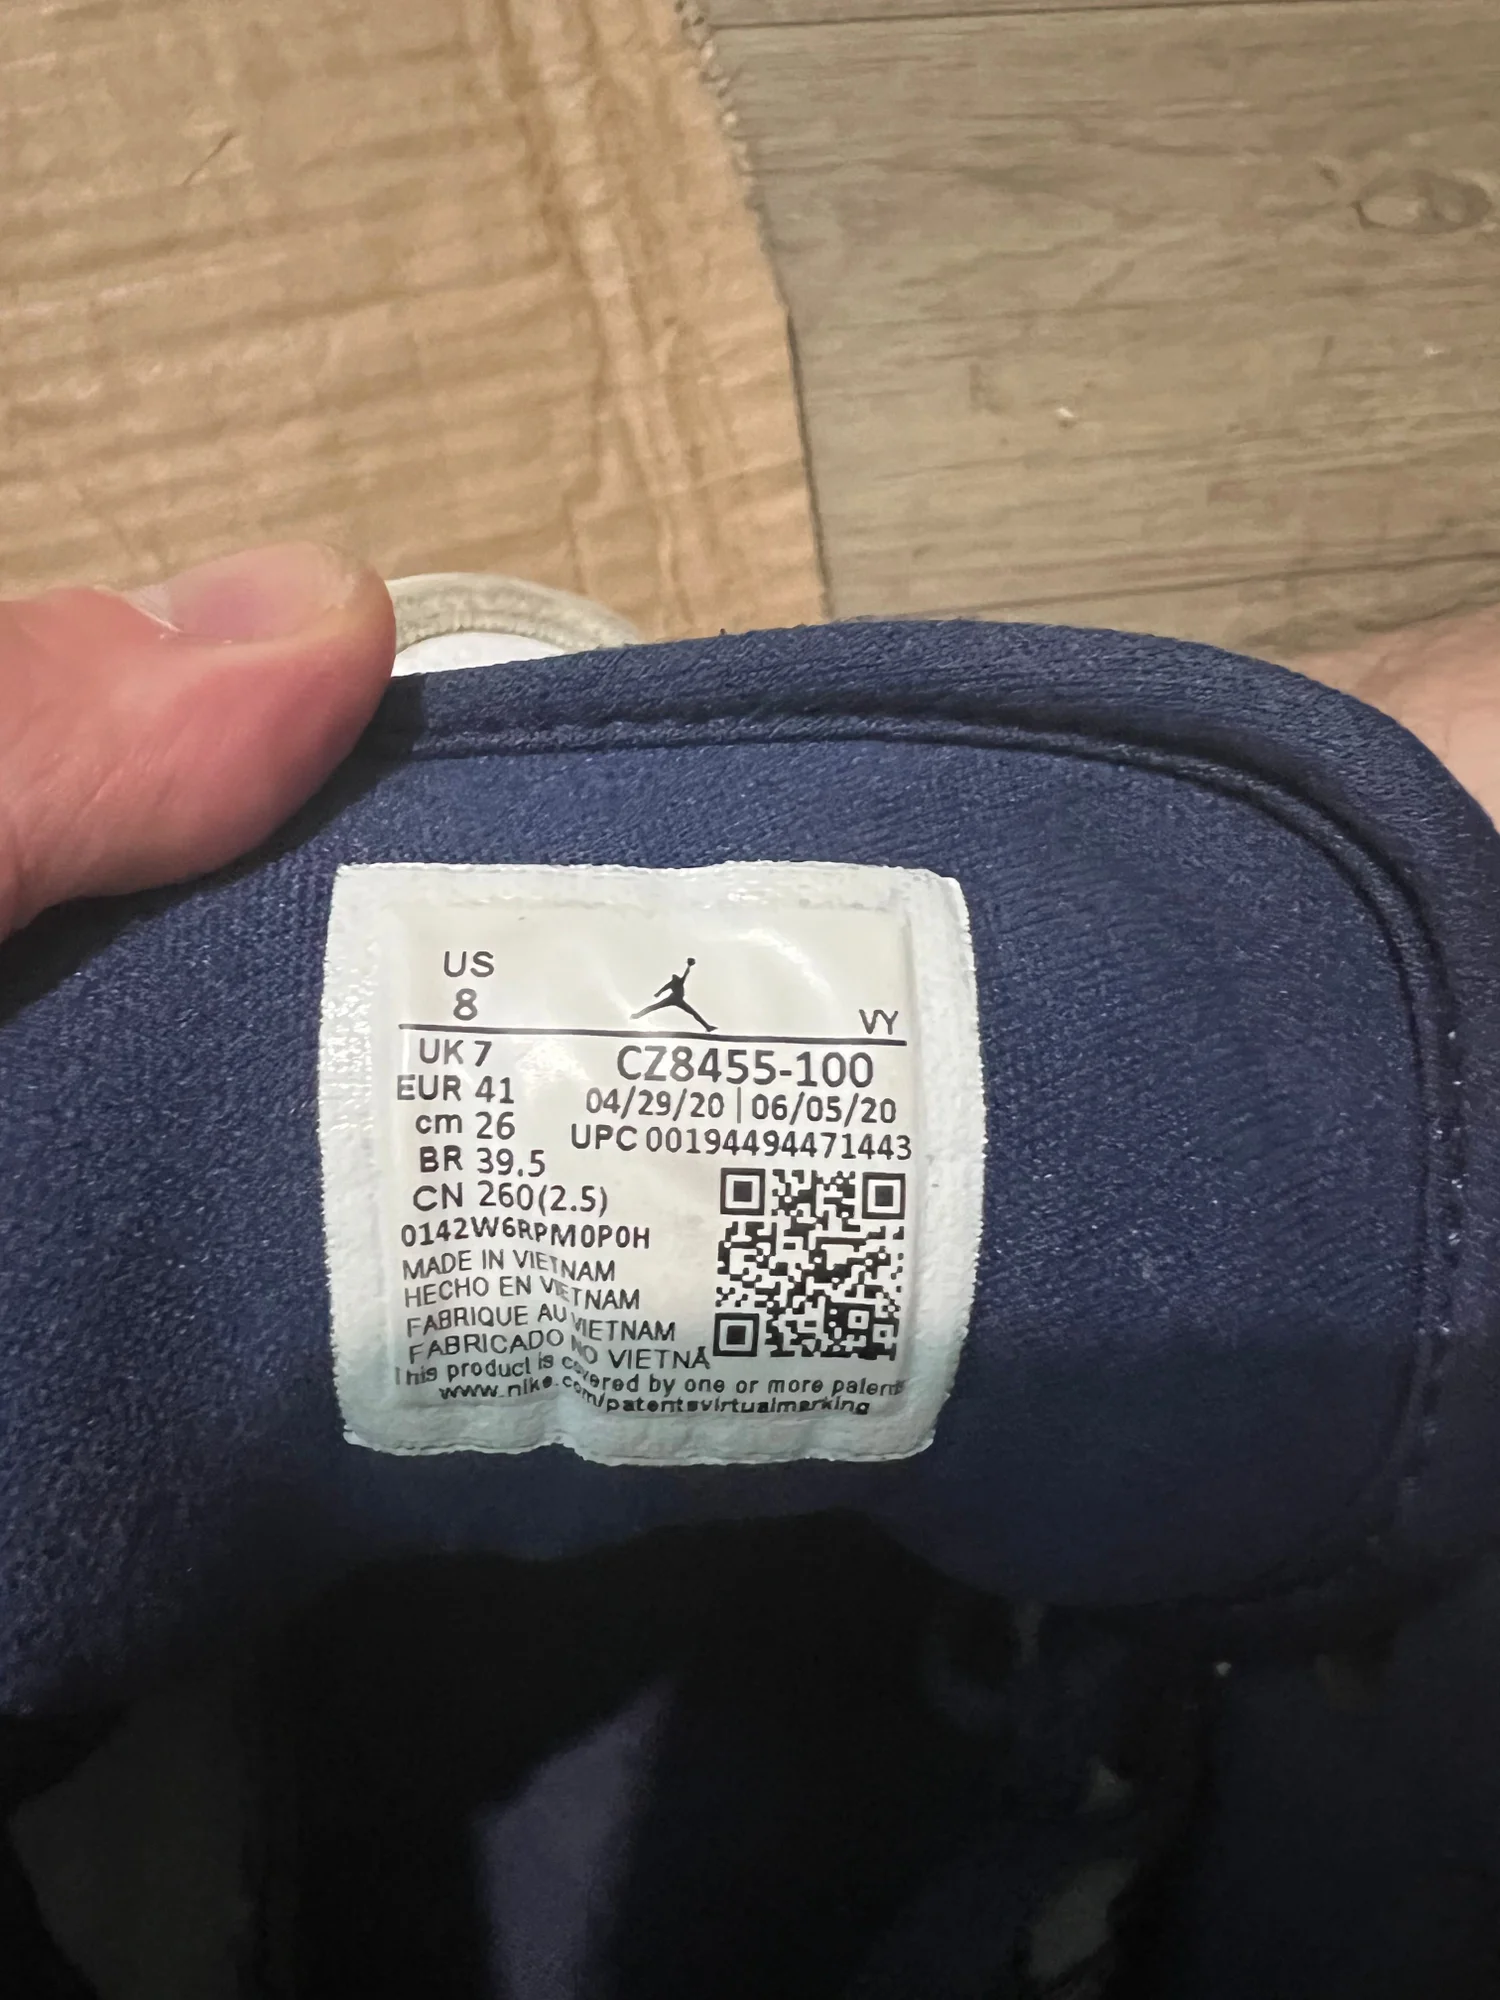 US
8
VY
UK 7
EUR 41
cm 26
BR 39.5
CN 260(2.5)
CZ8455-100
04/29/20 | 06/05/20
UPC 00194494471443
0142W6RPM0P0H
MADE IN VIETNAM
HECHO EN VIETNAM
FABRIQUE AU VIETNAM
FABRICADO NO VIETNÃ
This product is covered by one or more patents
www.nike.com/patentsvirtualmarking